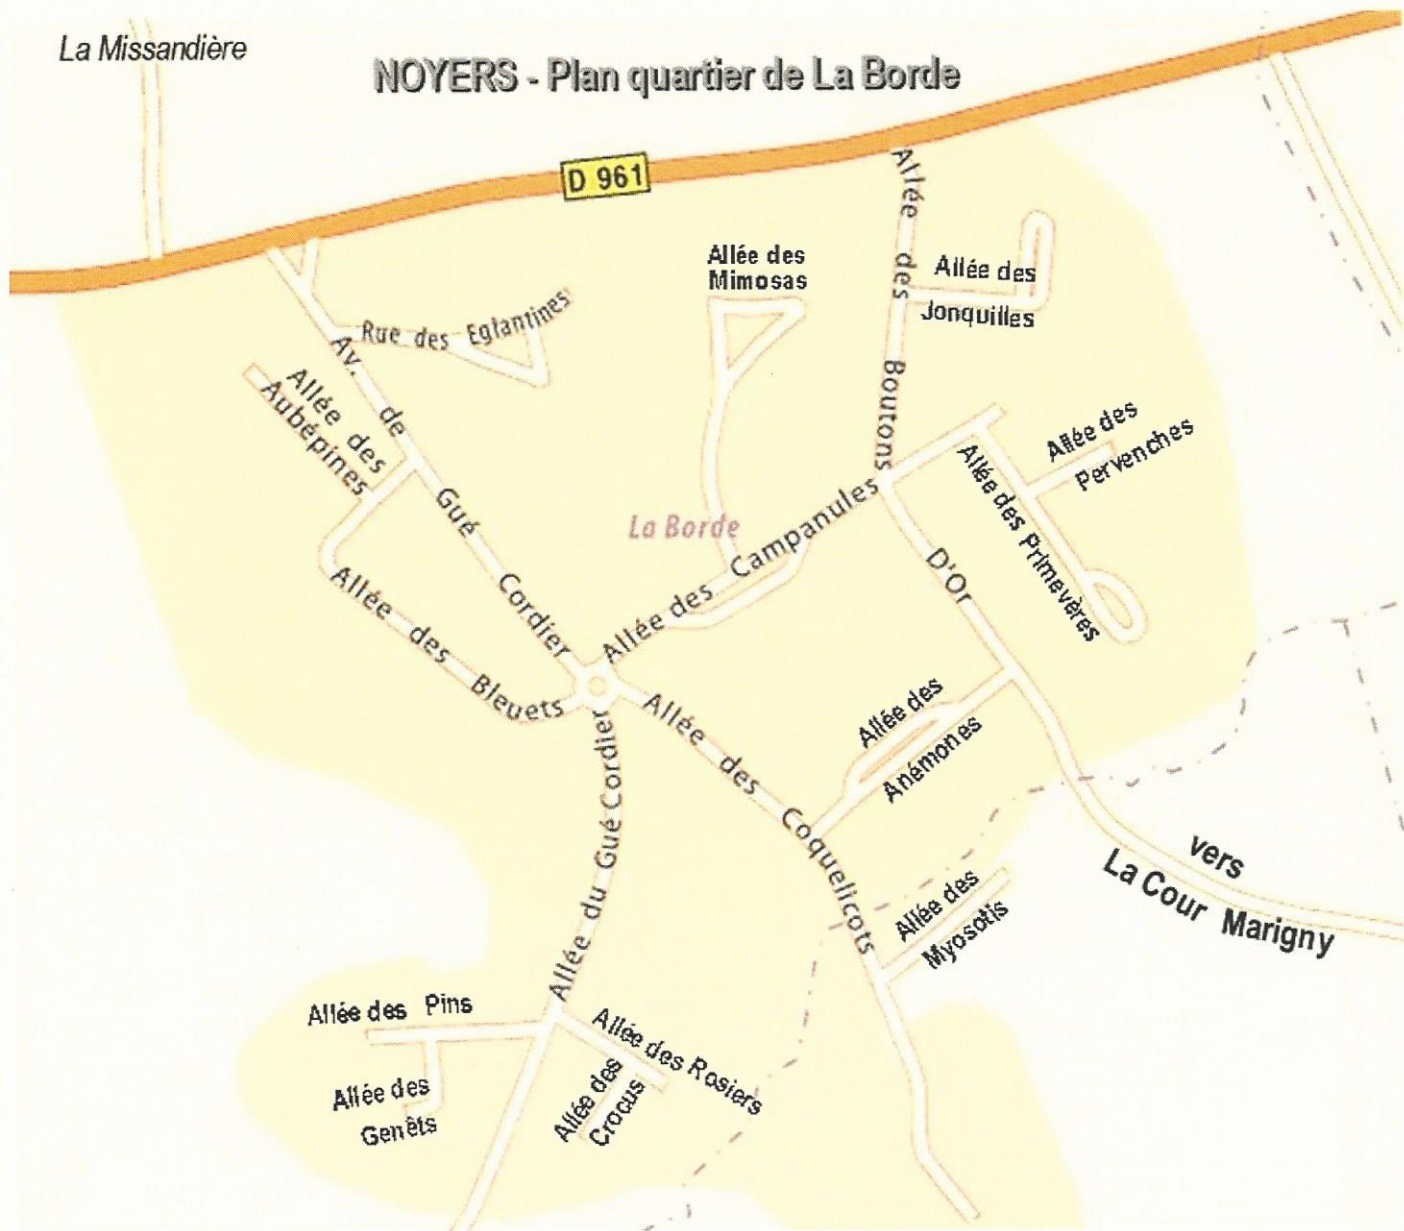 La Missandière
NOYERS - Plan quartier de La Borde
D 961
Allée des Boutons D'Or
Allée des
Mimosas
Allée des
Jonquilles
Rue des Eglantines
Av. de Gué Cordier
Allée des
Aubépines
Allée des
Pervenches
Allée des Primevères
La Borde
Allée des Campanules
Allée des Bleuets
Allée des Coquelicots
Allée des
Anémones
Allée du Gué Cordier
vers
La Cour Marigny
Allée des
Myosotis
Allée des Pins
Allée des Rosiers
Allée des
Genêts
Allée des
Crocus